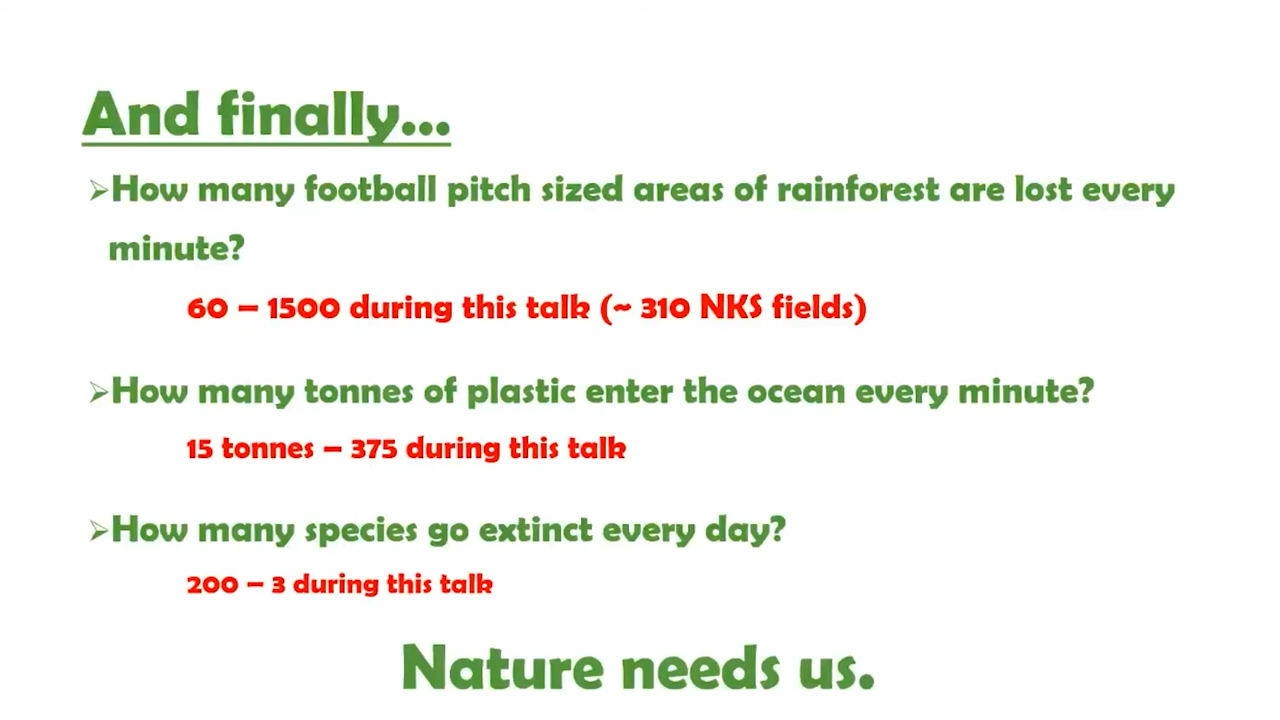 And finally...
➢How many football pitch sized areas of rainforest are lost every
minute?
60 – 1500 during this talk (~ 310 NKS fields)
➢How many tonnes of plastic enter the ocean every minute?
15 tonnes – 375 during this talk
➢How many species go extinct every day?
200 – 3 during this talk
Nature needs us.